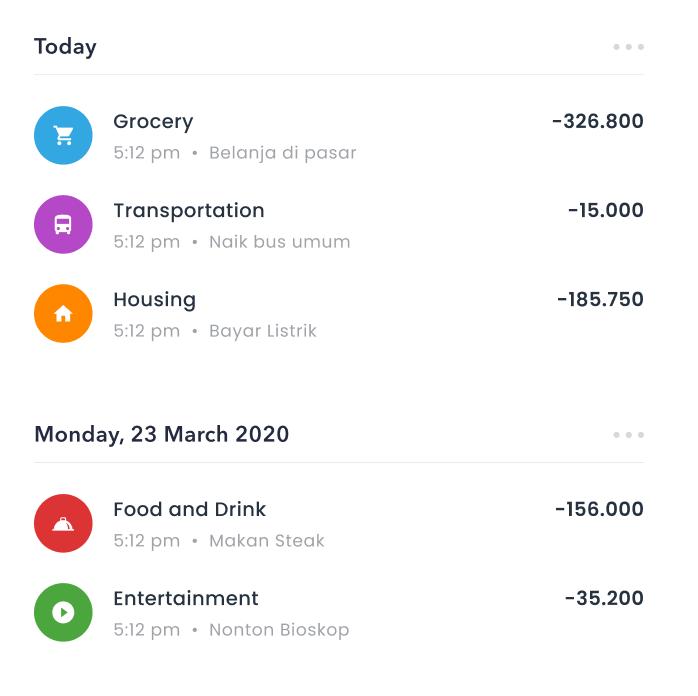 Today
Grocery
-326.800
5:12 pm • Belanja di pasar
Transportation
-15.000
5:12 pm • Naik bus umum
Housing
-185.750
5:12 pm • Bayar Listrik
Monday, 23 March 2020
Food and Drink
-156.000
5:12 pm • Makan Steak
Entertainment
-35.200
5:12 pm • Nonton Bioskop